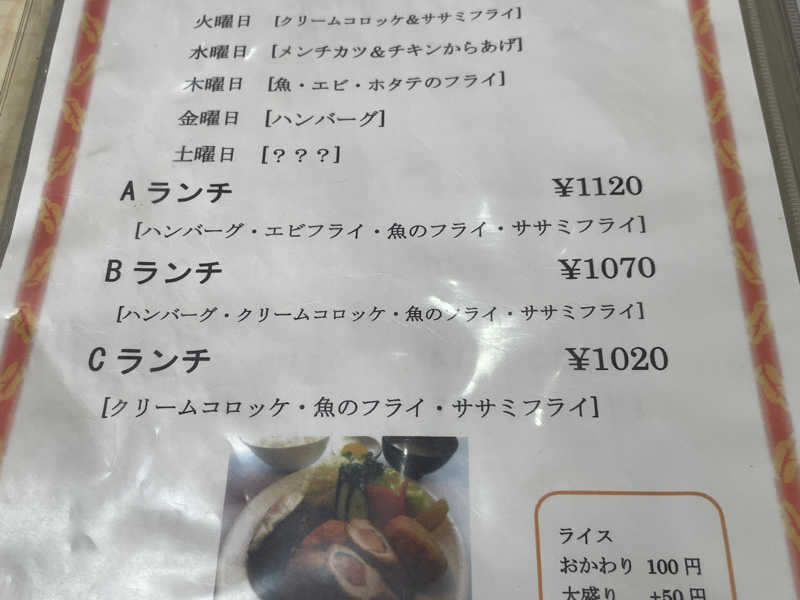 火曜日 [クリームコロッケ＆ササミフライ]
水曜日 [メンチカツ＆チキンからあげ]
木曜日 [魚・エビ・ホタテのフライ]
金曜日 [ハンバーグ]
土曜日 [？？？]
Aランチ ¥1120
[ハンバーグ・エビフライ・魚のフライ・ササミフライ]
Bランチ ¥1070
[ハンバーグ・クリームコロッケ・魚のフライ・ササミフライ]
Cランチ ¥1020
[クリームコロッケ・魚のフライ・ササミフライ]
ライス
おかわり 100円
大盛り +50円